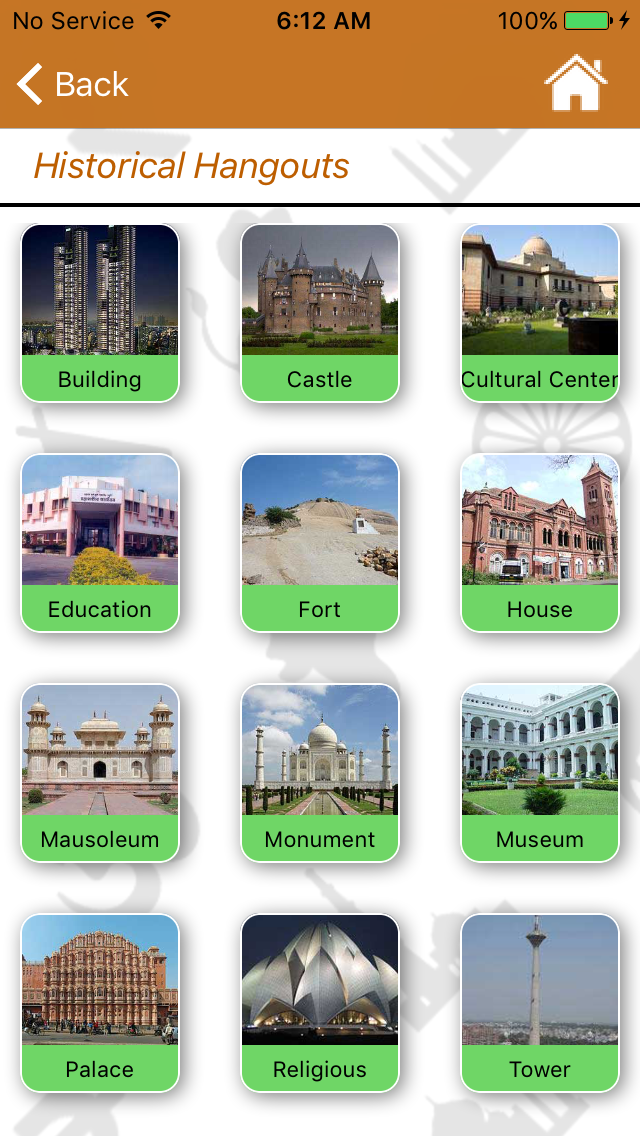 No Service 6:12 AM 100%
Back
Historical Hangouts
Building Castle Cultural Center
Education Fort House
Mausoleum Monument Museum
Palace Religious Tower